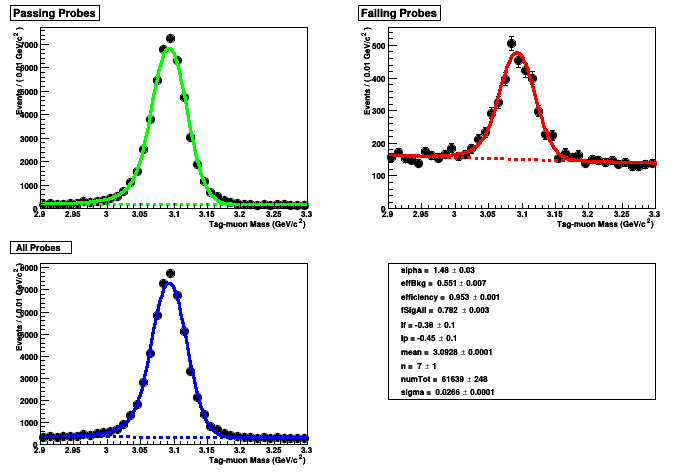 Passing Probes
Events / ( 0.01 GeV/c² )
7000
6000
5000
4000
3000
2000
1000
0
2.9 2.95 3 3.05 3.1 3.15 3.2 3.25 3.3
Tag-muon Mass (GeV/c²)
Failing Probes
Events / ( 0.01 GeV/c² )
500
400
300
200
100
0
2.9 2.95 3 3.05 3.1 3.15 3.2 3.25 3.3
Tag-muon Mass (GeV/c²)
All Probes
Events / ( 0.01 GeV/c² )
8000
7000
6000
5000
4000
3000
2000
1000
0
2.9 2.95 3 3.05 3.1 3.15 3.2 3.25 3.3
Tag-muon Mass (GeV/c²)
alpha = 1.48 ± 0.03
effBkg = 0.551 ± 0.007
efficiency = 0.953 ± 0.001
fSigAll = 0.782 ± 0.003
lf = -0.38 ± 0.1
lp = -0.45 ± 0.1
mean = 3.0928 ± 0.0001
n = 7 ± 1
numTot = 61639 ± 248
sigma = 0.0266 ± 0.0001